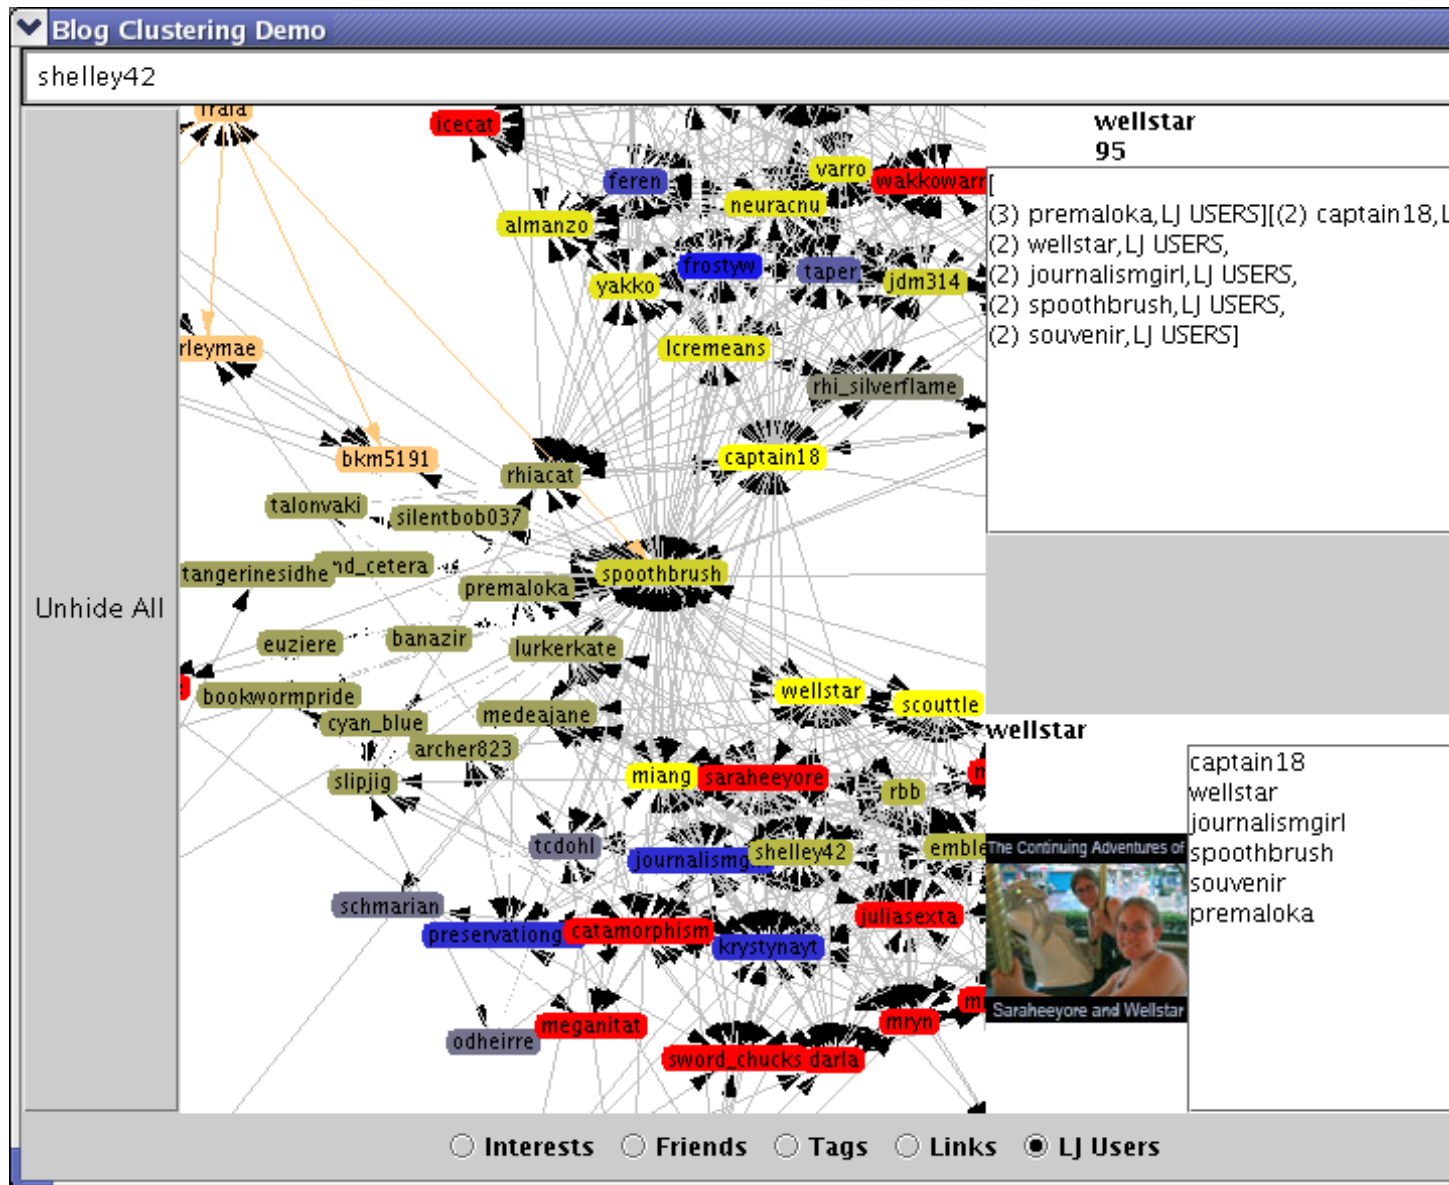 Blog Clustering Demo
shelley42
Unhide All
icecat
feren
varro
wakkowarr
neuracnu
almanzo
frostyw
taper
jdm314
yakko
rleymae
lcremeans
rhi_silverflame
bkm5191
captain18
rhiacat
talonvaki
silentbob037
tangerinesidhe
nd_cetera
spoothbrush
premaloka
euziere
banazir
lurkerkate
bookwormpride
wellstar
cyan_blue
medeajane
scouttle
archer823
slipjig
miang
saraheeyore
rbb
tcdohl
journalismg
shelley42
emble
schmarian
preservationg
catamorphism
krystynayt
juliasexta
odheirre
meganitat
mryn
sword_chucks
darla
wellstar
95
[
(3) premaloka,LJ USERS][(2) captain18,L
(2) wellstar,LJ USERS,
(2) journalismgirl,LJ USERS,
(2) spoothbrush,LJ USERS,
(2) souvenir,LJ USERS]
wellstar
The Continuing Adventures of
Saraheeyore and Wellstar
captain18
wellstar
journalismgirl
spoothbrush
souvenir
premaloka
Interests
Friends
Tags
Links
LJ Users